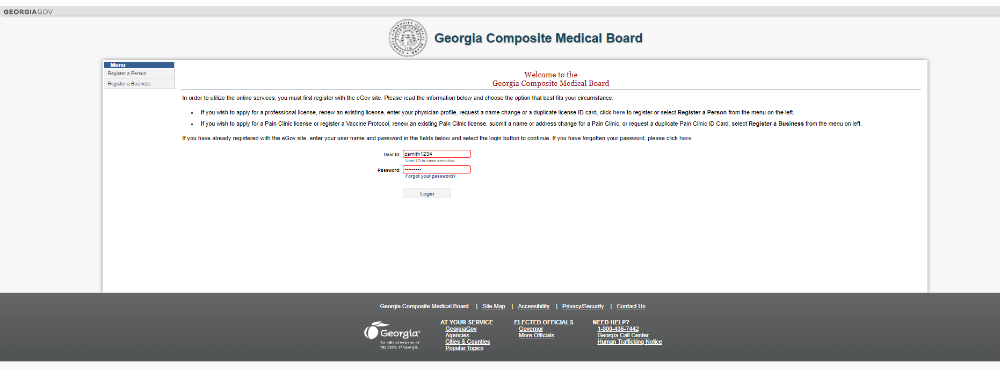 GEORGIAGOV
Georgia Composite Medical Board
Menu
Register a Person
Register a Business
Welcome to the
Georgia Composite Medical Board
In order to utilize the online services, you must first register with the eGov site. Please read the information below and choose the option that best fits your circumstance.
• If you wish to apply for a professional license, renew an existing license, enter your physician profile, request a name change or a duplicate license ID card, click here to register or select Register a Person from the menu on the left.
• If you wish to apply for a Pain Clinic license or register a Vaccine Protocol, renew an existing Pain Clinic license, submit a name or address change for a Pain Clinic, or request a duplicate Pain Clinic ID Card, select Register a Business from the menu on left.
If you have already registered with the eGov site, enter your user name and password in the fields below and select the login button to continue. If you have forgotten your password, please click here.
User Id: dsmith1234
User ID is case sensitive
Password: •••••••••
Forgot your password?
Login
Georgia Composite Medical Board | Site Map | Accessibility | Privacy/Security | Contact Us
Georgia®
An official website of
the State of Georgia
AT YOUR SERVICE
GeorgiaGov
Agencies
Cities & Counties
Popular Topics
ELECTED OFFICIALS
Governor
More Officials
NEED HELP?
1-800-436-7442
Georgia Call Center
Human Trafficking Notice